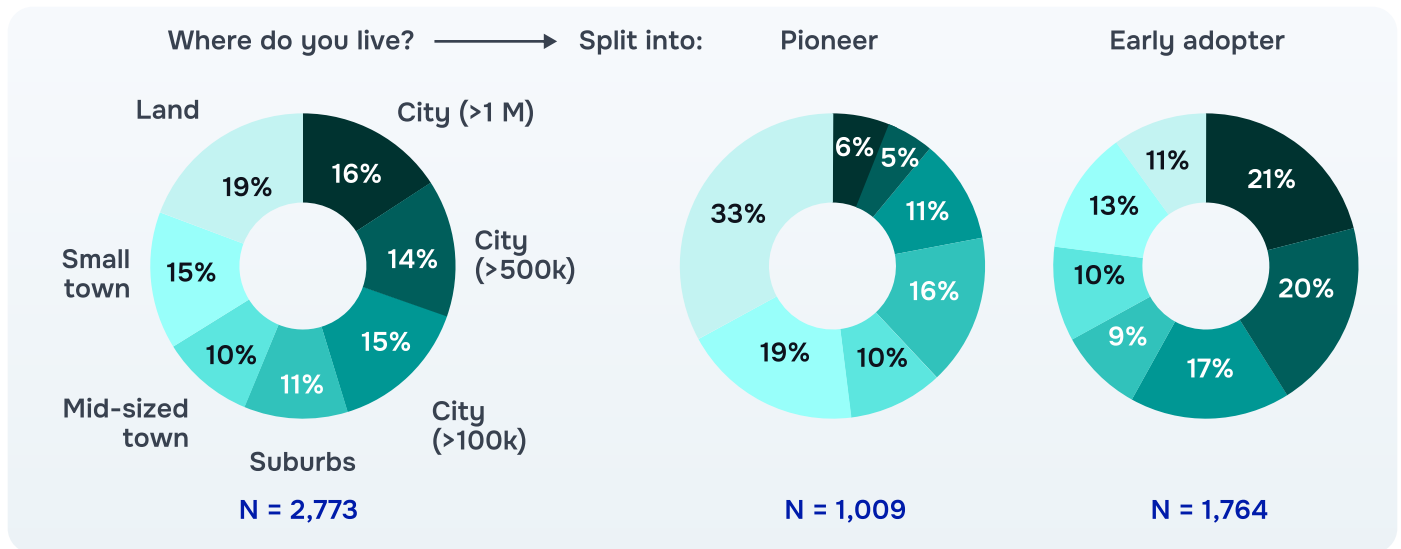 Where do you live?
Split into:
Pioneer
Early adopter
Land
City (>1 M)
19%
16%
Small
town
15%
14%
City
(>500k)
10%
11%
15%
Mid-sized
town
Suburbs
City
(>100k)
N = 2,773
6%
5%
33%
11%
16%
19%
10%
N = 1,009
11%
21%
13%
10%
20%
9%
17%
N = 1,764